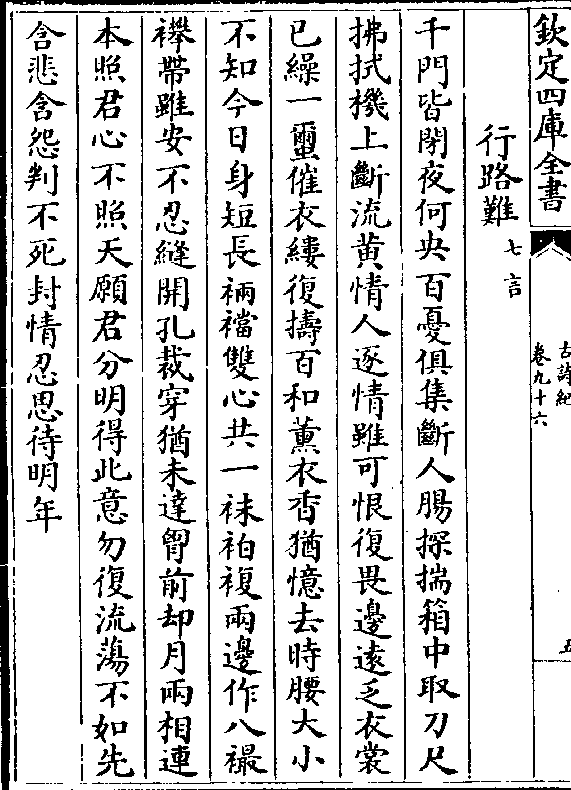 欽定四庫全書
古詩紀
卷九十六
五
行路難
七言
千門皆閉夜何央百憂俱集斷人腸探揣箱中取刀尺
拂拭機上斷流黃情人逐情雖可恨復畏邊遠乏衣裳
已繰一璽催衣縷復擣百和薰衣香猶憶去時腰大小
不知今日身短長裲襠雙心共一袜袙複兩邊作八襊
襻帶雖安不忍縫開孔裁穿猶未達胷前却月兩相連
本照君心不照天願君分明得此意勿復流蕩不如先
含悲含怨判不死封情忍思待明年